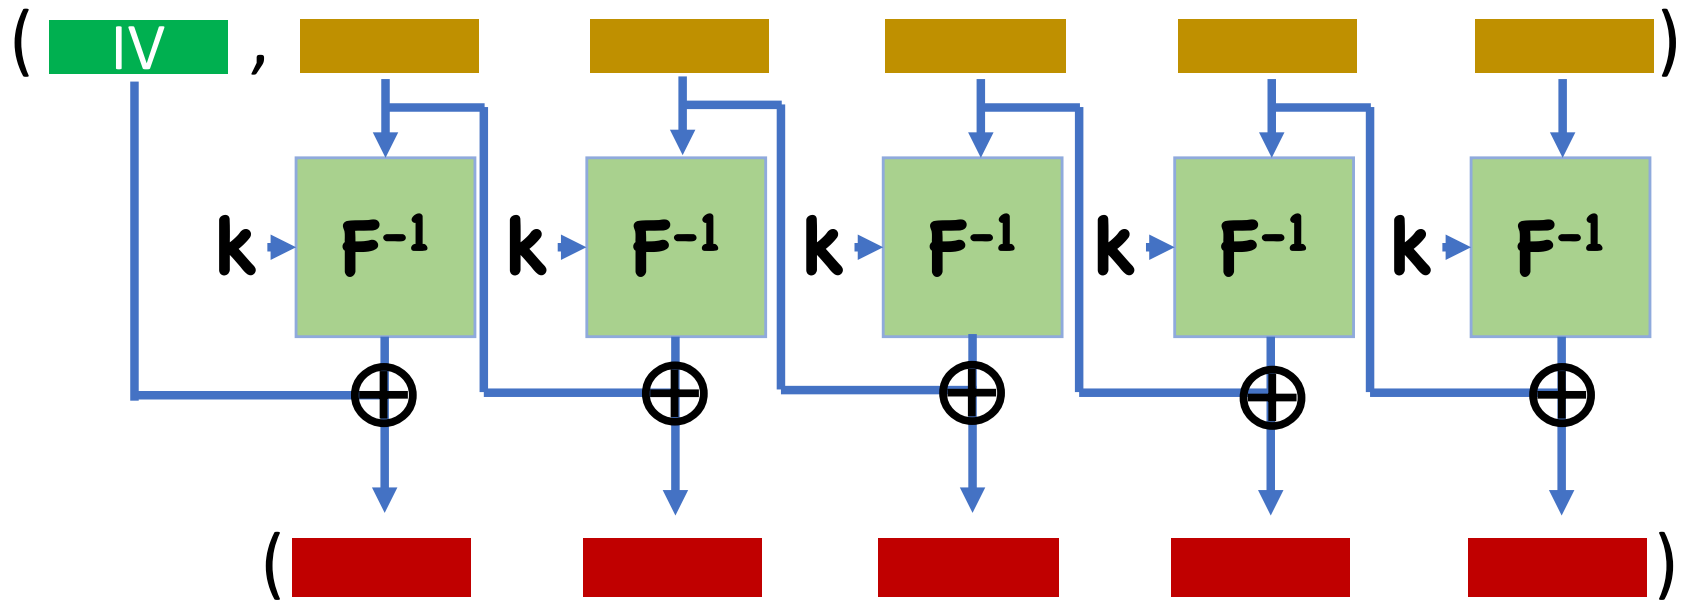 ( IV , )
k F⁻¹ k F⁻¹ k F⁻¹ k F⁻¹ k F⁻¹
( )